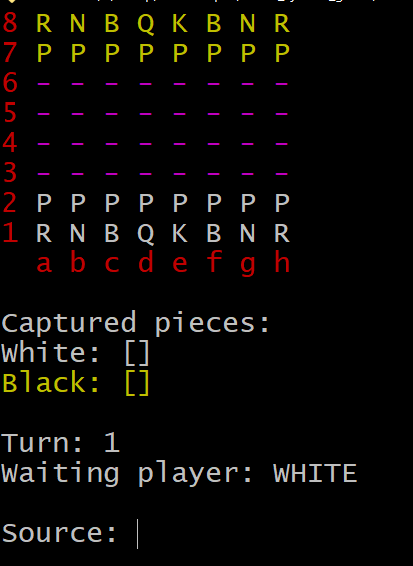 8 R N B Q K B N R
7 P P P P P P P P
6 - - - - - - - -
5 - - - - - - - -
4 - - - - - - - -
3 - - - - - - - -
2 P P P P P P P P
1 R N B Q K B N R
a b c d e f g h
Captured pieces:
White: []
Black: []
Turn: 1
Waiting player: WHITE
Source: